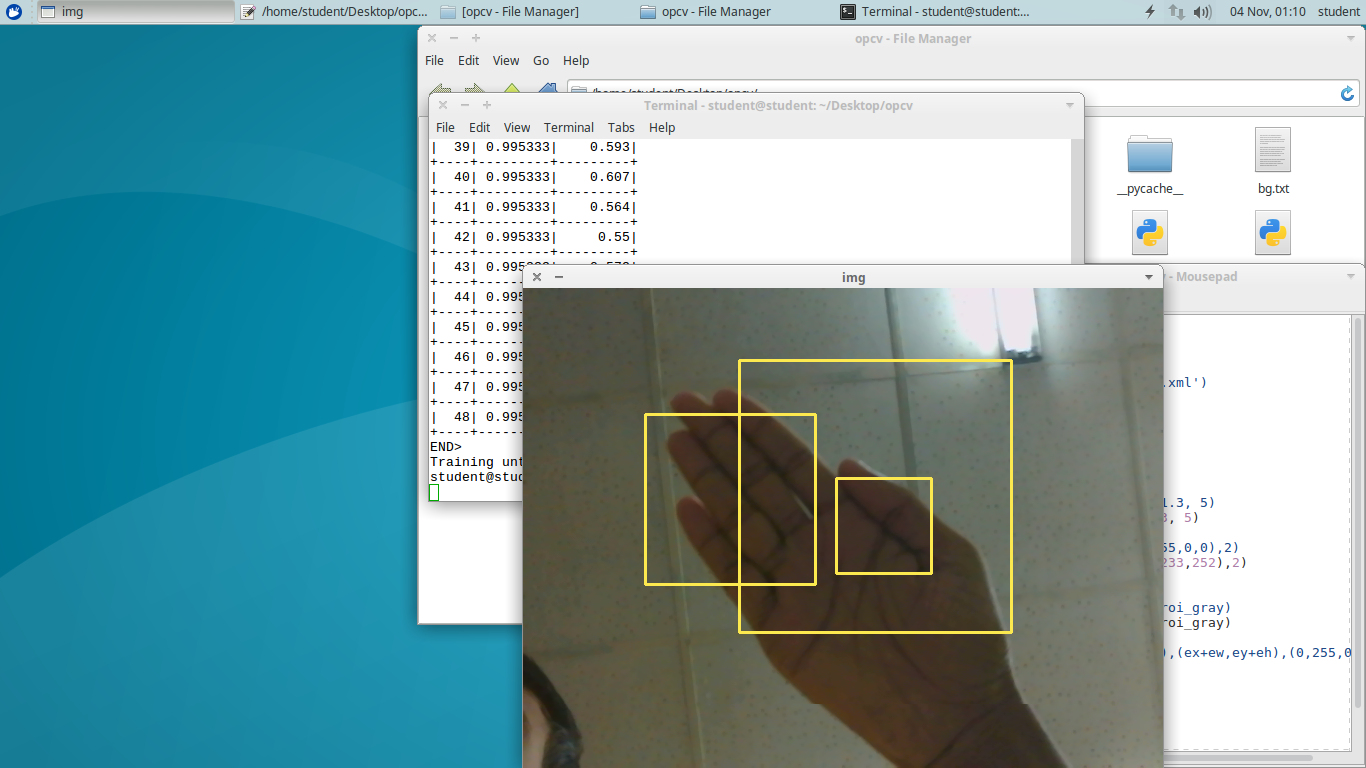 img
/home/student/Desktop/opc...
[opcv - File Manager]
opcv - File Manager
Terminal - student@student:...
04 Nov, 01:10
student
opcv - File Manager
File Edit View Go Help
/home/student/Desktop/opcv/
Terminal - student@student: ~/Desktop/opcv
File Edit View Terminal Tabs Help
| 39| 0.995333| 0.593|
+----+---------+---------+
| 40| 0.995333| 0.607|
+----+---------+---------+
| 41| 0.995333| 0.564|
+----+---------+---------+
| 42| 0.995333| 0.55|
+----+---------+---------+
| 43| 0.995
+----+------
| 44| 0.995
+----+------
| 45| 0.995
+----+------
| 46| 0.995
+----+------
| 47| 0.995
+----+------
| 48| 0.995
+----+------
END>
Training unt
student@stud
__pycache__
bg.txt
img
- Mousepad
.xml')
1.3, 5)
, 5)
55,0,0),2)
233,252),2)
roi_gray)
roi_gray)
),(ex+ew,ey+eh),(0,255,0